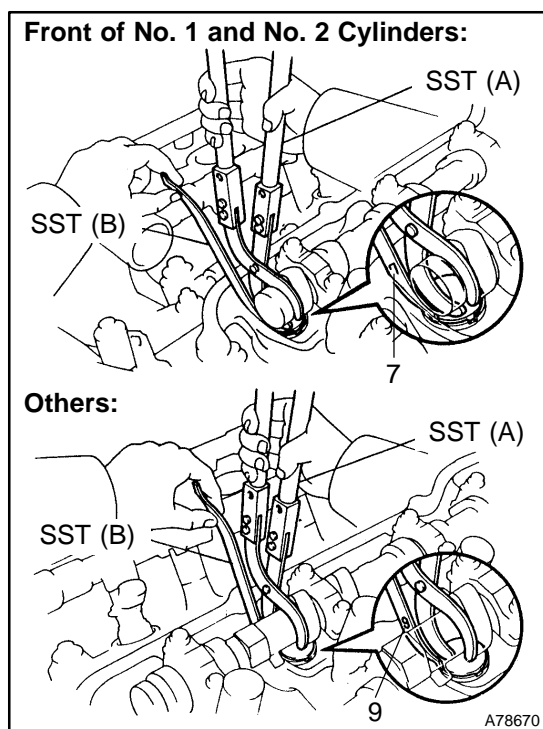 Front of No. 1 and No. 2 Cylinders:
SST (A)
SST (B)
7
Others:
SST (A)
SST (B)
9
A78670